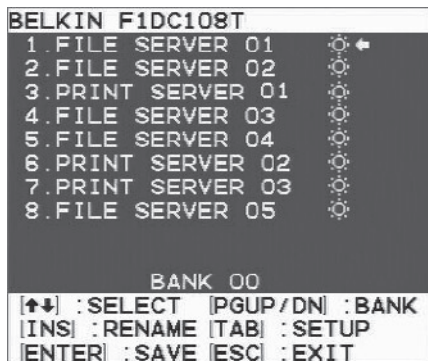 BELKIN F1DC108T
1.FILE SERVER 01
2.FILE SERVER 02
3.PRINT SERVER 01
4.FILE SERVER 03
5.FILE SERVER 04
6.PRINT SERVER 02
7.PRINT SERVER 03
8.FILE SERVER 05
BANK 00
[↑↓] :SELECT [PGUP/DN] :BANK
[INS] :RENAME [TAB] :SETUP
[ENTER] :SAVE [ESC] :EXIT